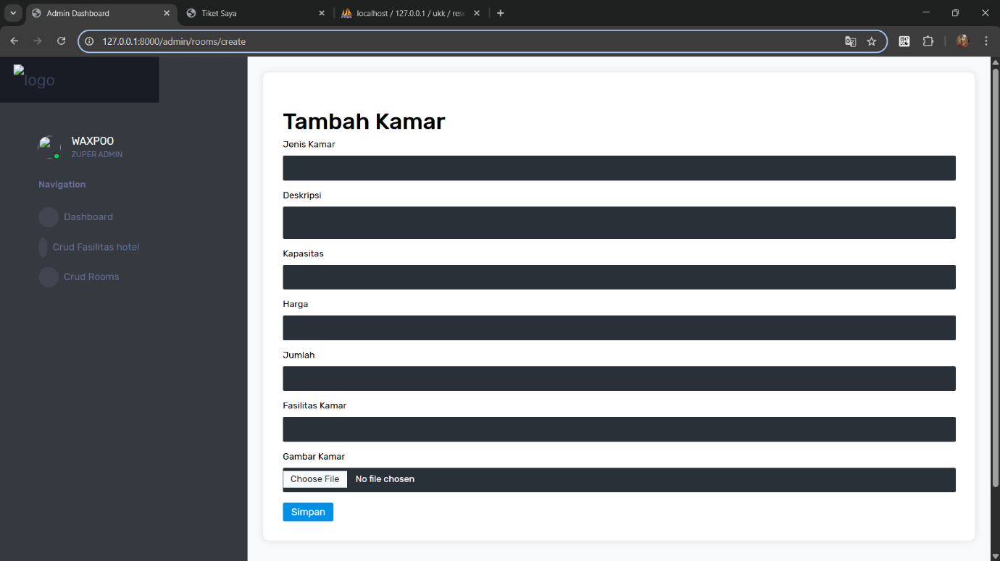 Admin Dashboard
Tiket Saya
localhost / 127.0.0.1 / ukk / res
127.0.0.1:8000/admin/rooms/create
logo
WAXPOO
ZUPER ADMIN
Navigation
Dashboard
Crud Fasilitas hotel
Crud Rooms
Tambah Kamar
Jenis Kamar
Deskripsi
Kapasitas
Harga
Jumlah
Fasilitas Kamar
Gambar Kamar
Choose File No file chosen
Simpan